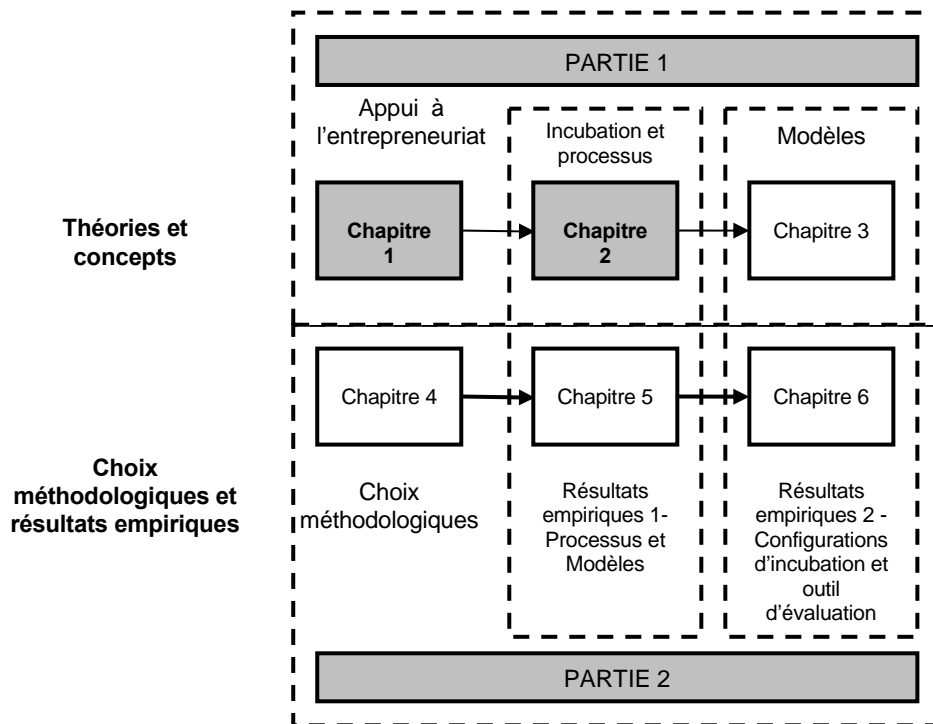 PARTIE 1
Appui à
l’entrepreneuriat
Incubation et
processus
Modèles
Théories et
concepts
Chapitre
1
Chapitre
2
Chapitre 3
Chapitre 4
Chapitre 5
Chapitre 6
Choix
méthodologiques et
résultats empiriques
Choix
méthodologiques
Résultats
empiriques 1-
Processus et
Modèles
Résultats
empiriques 2 -
Configurations
d’incubation et
outil
d’évaluation
PARTIE 2